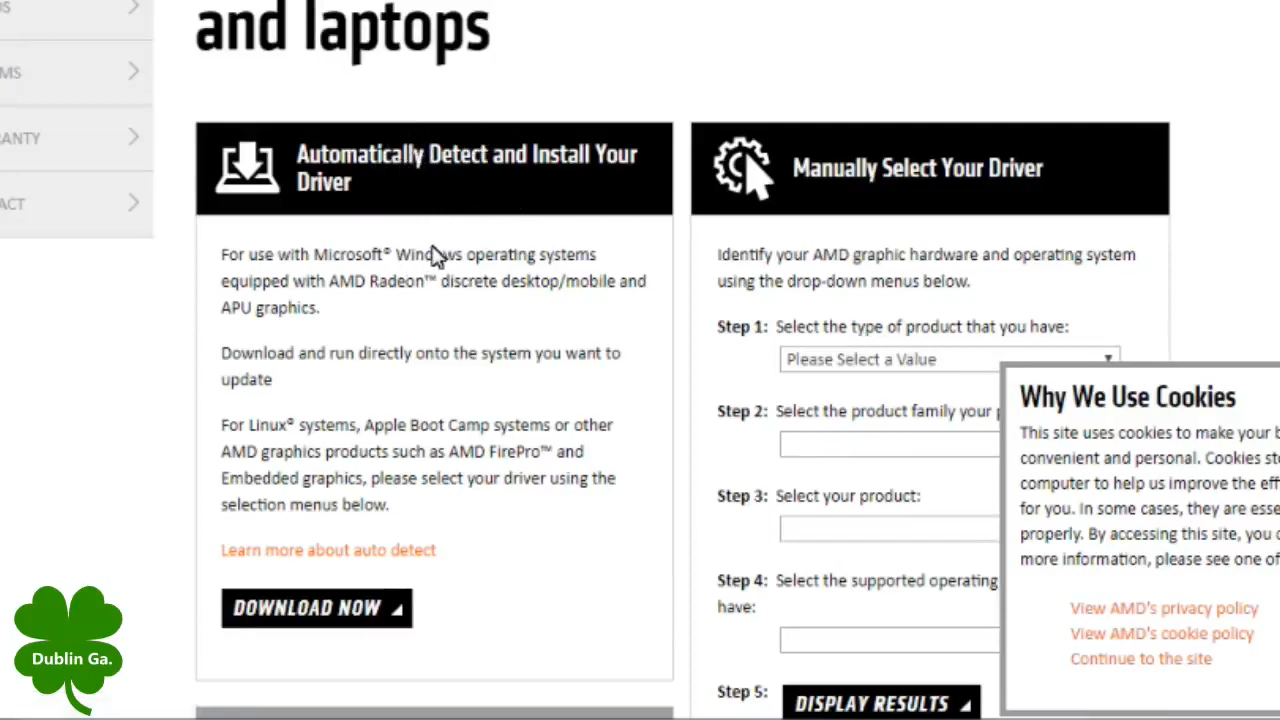 and laptops
MS
RANTY
ACT
Automatically Detect and Install Your
Driver
For use with Microsoft® Windows operating systems
equipped with AMD Radeon™ discrete desktop/mobile and
APU graphics.
Download and run directly onto the system you want to
update
For Linux® systems, Apple Boot Camp systems or other
AMD graphics products such as AMD FirePro™ and
Embedded graphics, please select your driver using the
selection menus below.
Learn more about auto detect
DOWNLOAD NOW
Manually Select Your Driver
Identify your AMD graphic hardware and operating system
using the drop-down menus below.
Step 1: Select the type of product that you have:
Please Select a Value
Step 2: Select the product family your
Step 3: Select your product:
Step 4: Select the supported operating
have:
Step 5: DISPLAY RESULTS
Why We Use Cookies
This site uses cookies to make your
convenient and personal. Cookies
computer to help us improve the
for you. In some cases, they are
properly. By accessing this site, you
more information, please see one
View AMD's privacy policy
View AMD's cookie policy
Continue to the site
Dublin Ga.